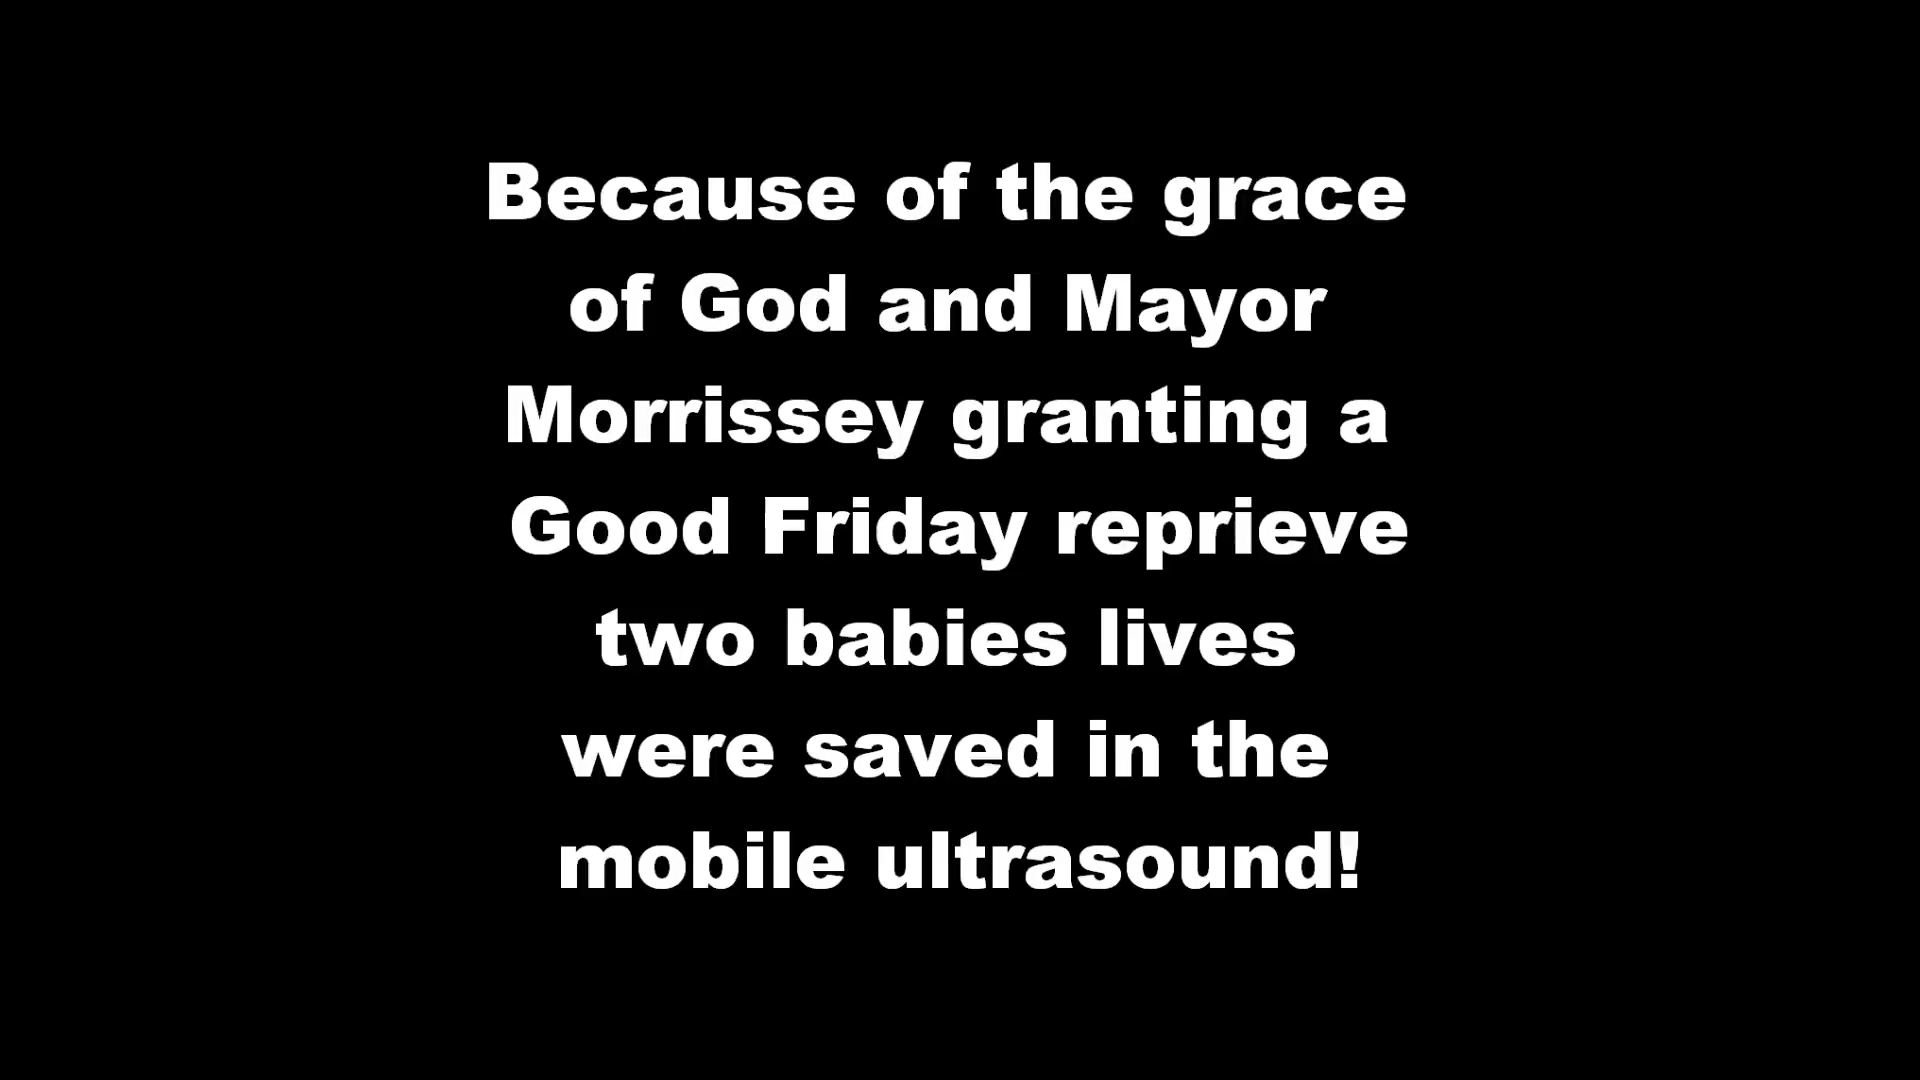 Because of the grace
of God and Mayor
Morrissey granting a
Good Friday reprieve
two babies lives
were saved in the
mobile ultrasound!